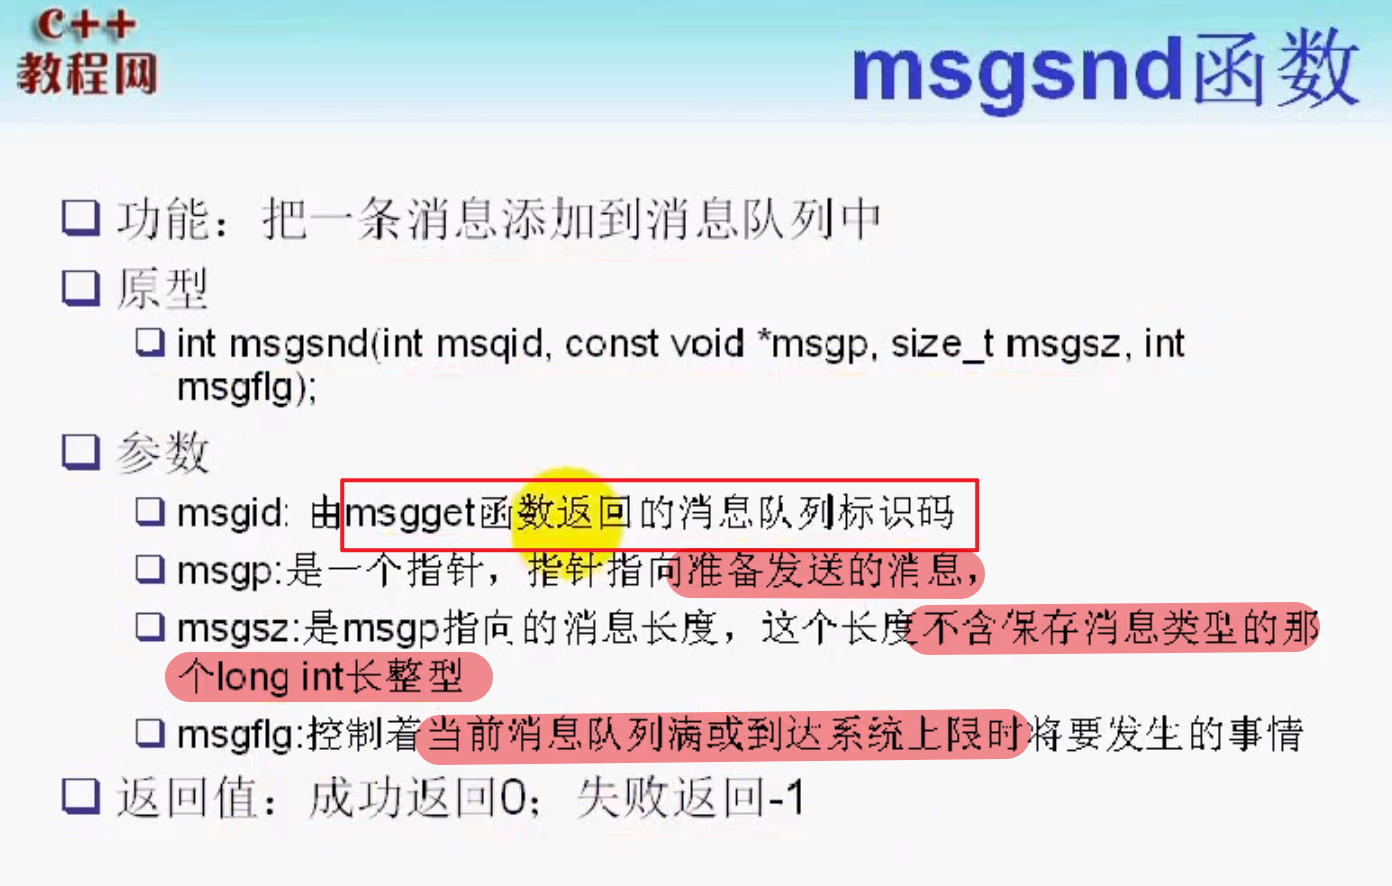 C++
教程网
msgsnd函数
功能：把一条消息添加到消息队列中
原型
int msgsnd(int msqid, const void *msgp, size_t msgsz, int
msgflg);
参数
msgid: 由msgget函数返回的消息队列标识码
msgp:是一个指针，指针指向准备发送的消息，
msgsz:是msgp指向的消息长度，这个长度不含保存消息类型的那
个long int长整型
msgflg:控制着当前消息队列满或到达系统上限时将要发生的事情
返回值：成功返回0；失败返回-1